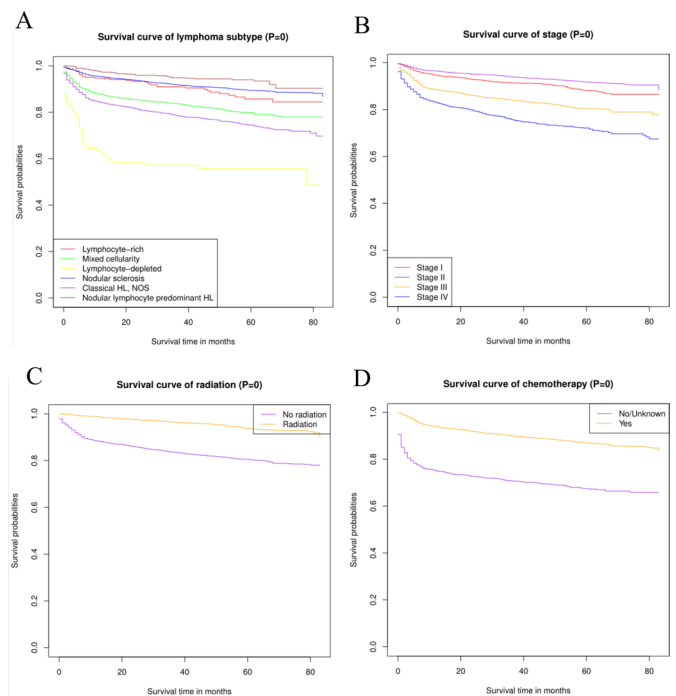 A
Survival curve of lymphoma subtype (P=0)
Survival probabilities
1.0
0.8
0.6
0.4
0.2
0.0
Lymphocyte−rich
Mixed cellularity
Lymphocyte−depleted
Nodular sclerosis
Classical HL, NOS
Nodular lymphocyte predominant HL
0 20 40 60 80
Survival time in months
B
Survival curve of stage (P=0)
Survival probabilities
1.0
0.8
0.6
0.4
0.2
0.0
Stage I
Stage II
Stage III
Stage IV
0 20 40 60 80
Survival time in months
C
Survival curve of radiation (P=0)
Survival probabilities
1.0
0.8
0.6
0.4
0.2
0.0
No radiation
Radiation
0 20 40 60 80
Survival time in months
D
Survival curve of chemotherapy (P=0)
Survival probabilities
1.0
0.8
0.6
0.4
0.2
0.0
No/Unknown
Yes
0 20 40 60 80
Survival time in months